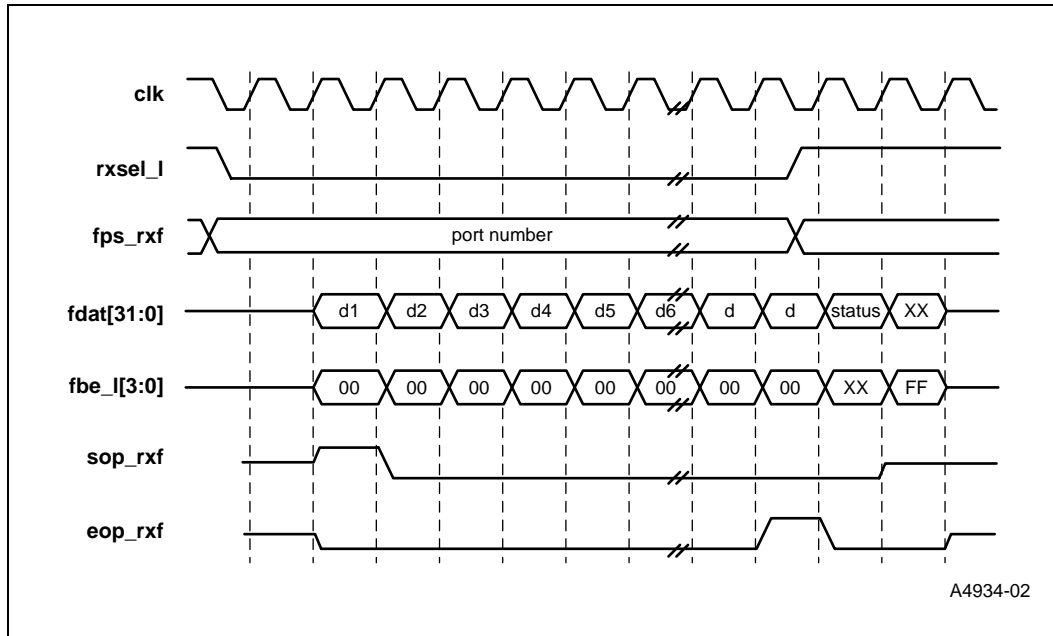 clk
rxsel_l
fps_rxf
port number
fdat[31:0]
d1 d2 d3 d4 d5 d6 d d status XX
fbe_l[3:0]
00 00 00 00 00 00 00 00 XX FF
sop_rxf
eop_rxf
A4934-02